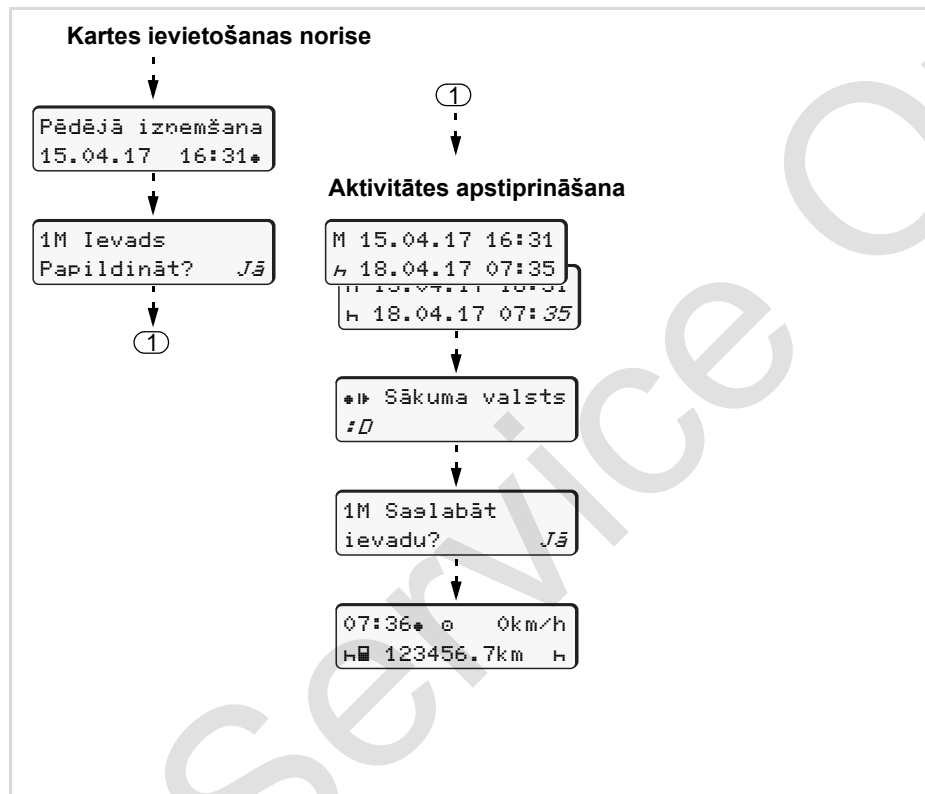 Kartes ievietošanas norise
Pēdējā izņemšana
15.04.17 16:31
1M Ievads
Papildināt? Jā
1
1
Aktivitātes apstiprināšana
M 15.04.17 16:31
18.04.17 07:35
18.04.17 07:35
Sākuma valsts
:D
1M Saglabāt
ievadu? Jā
07:36 0km/h
123456.7km
Service